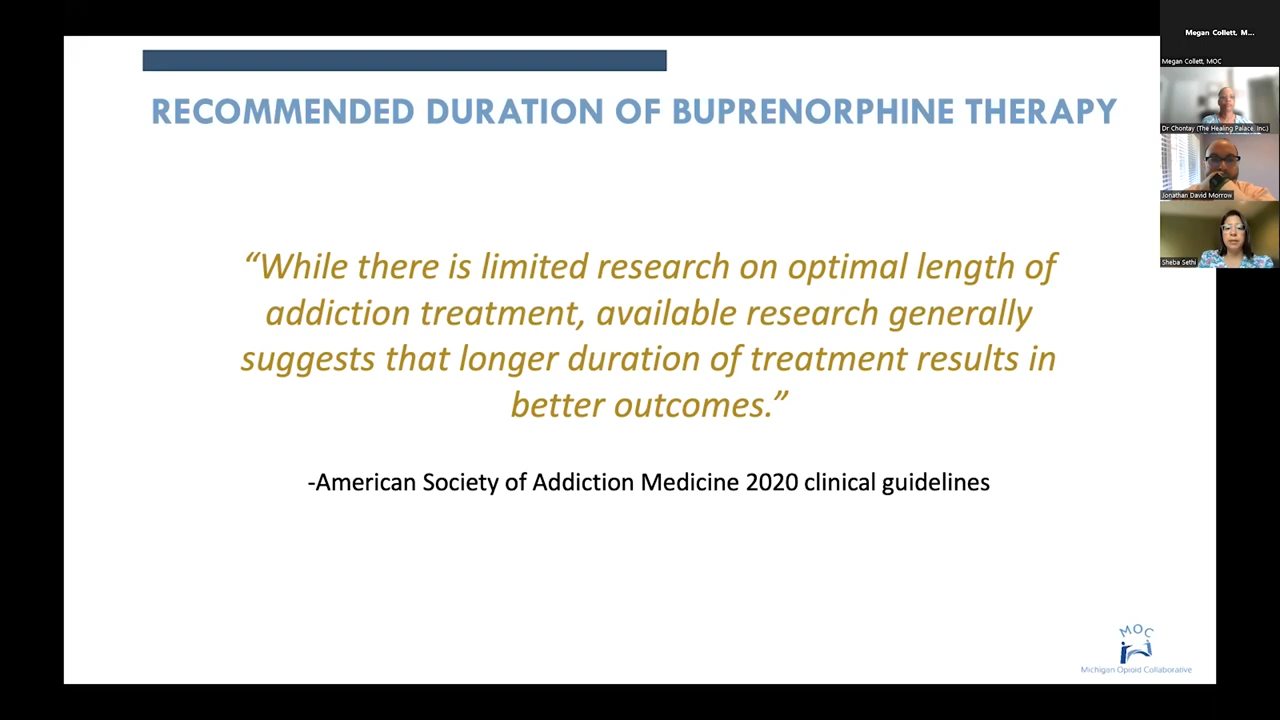 RECOMMENDED DURATION OF BUPRENORPHINE THERAPY
“While there is limited research on optimal length of
addiction treatment, available research generally
suggests that longer duration of treatment results in
better outcomes.”
-American Society of Addiction Medicine 2020 clinical guidelines
MOC
Michigan Opioid Collaborative
Megan Collett, M...
Megan Collett, MOC
Dr Chontay (The Healing Palace, Inc.)
Jonathan David Morrow
Sheba Sethi